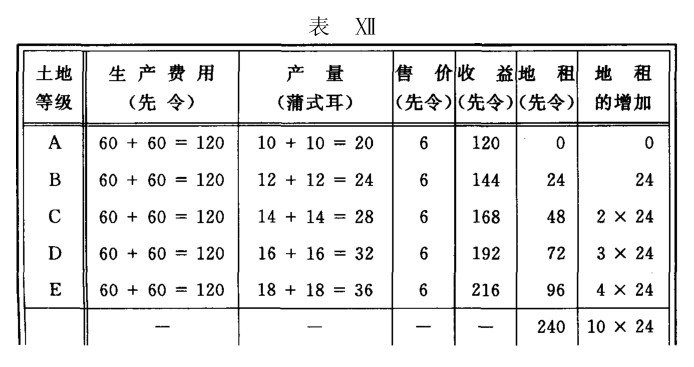 表 XII
土地 生产费用 产量 售价 收益 地租 地租
等级 (先令) (蒲式耳) (先令) (先令) (先令) 的增加
A 60 + 60 = 120 10 + 10 = 20 6 120 0 0
B 60 + 60 = 120 12 + 12 = 24 6 144 24 24
C 60 + 60 = 120 14 + 14 = 28 6 168 48 2 × 24
D 60 + 60 = 120 16 + 16 = 32 6 192 72 3 × 24
E 60 + 60 = 120 18 + 18 = 36 6 216 96 4 × 24
— — — — 240 10 × 24